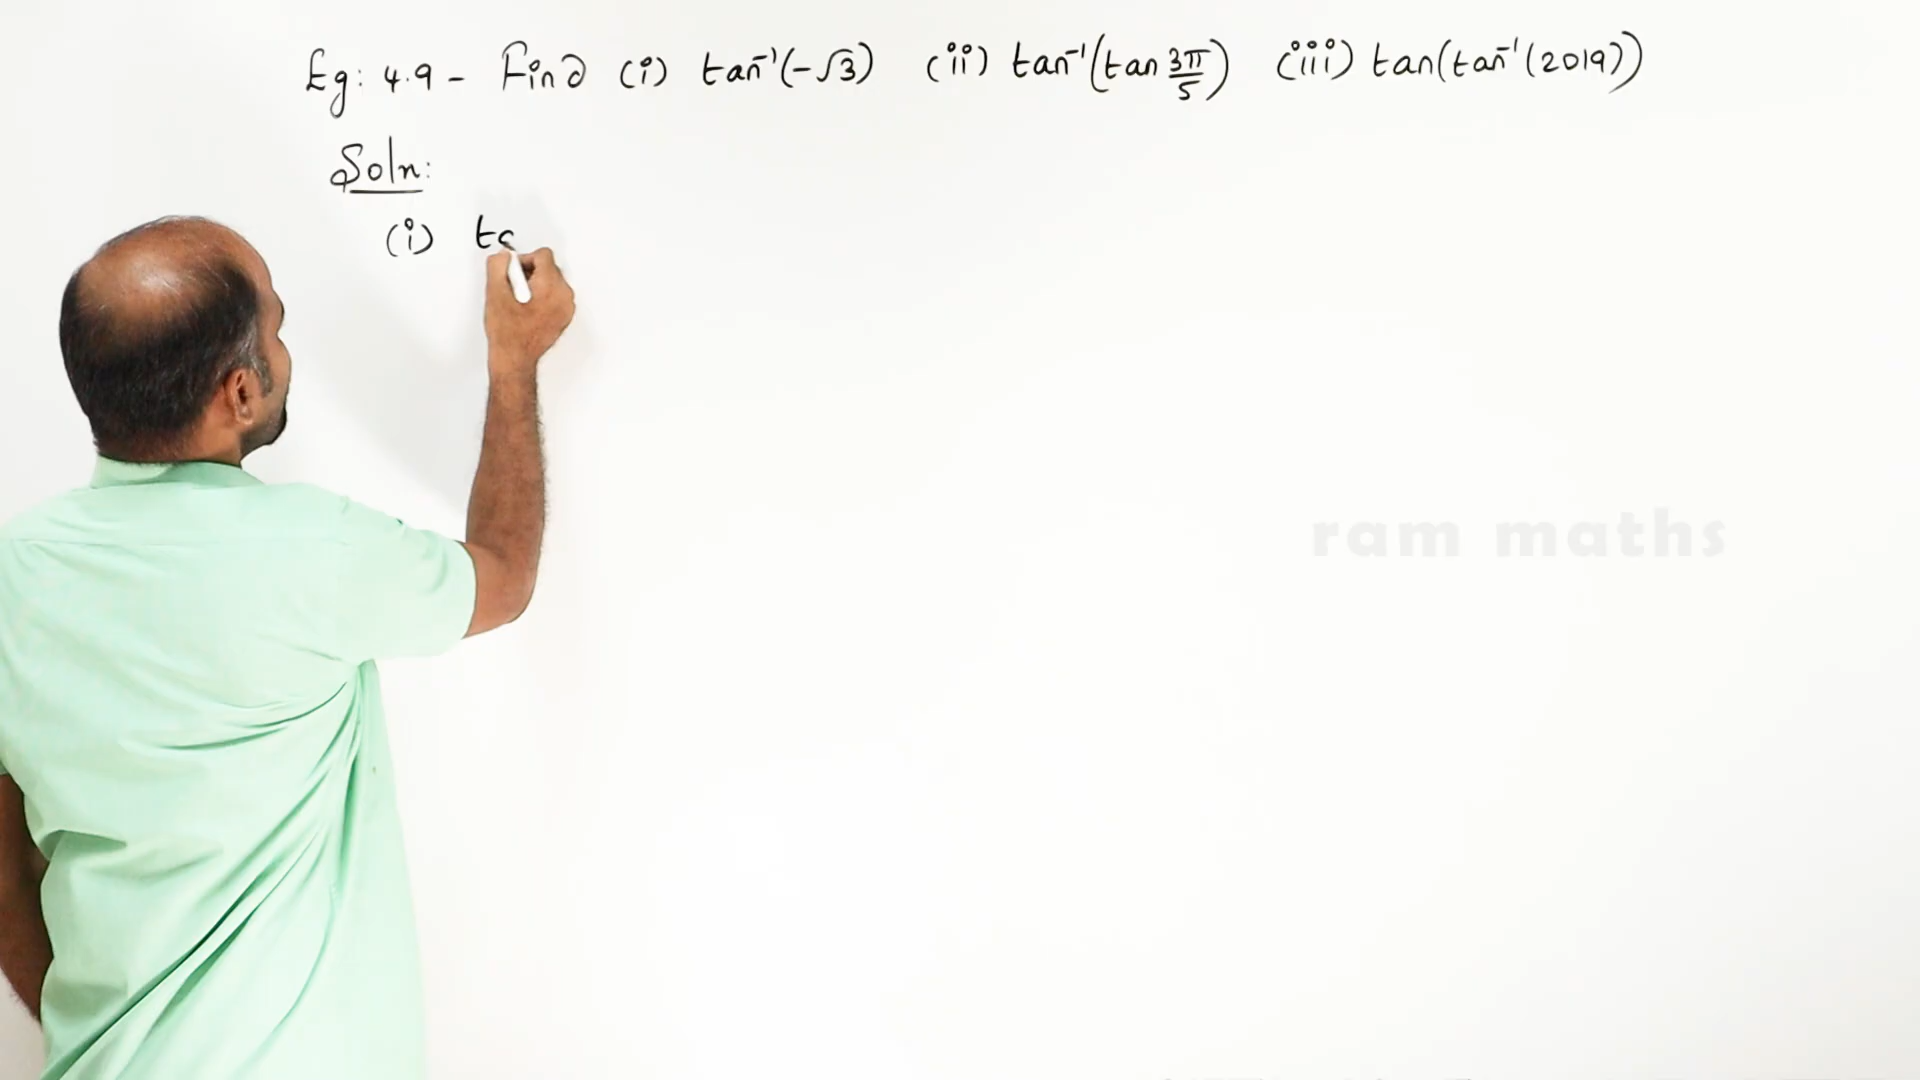 Eg: 4.9 - Find (i) tan⁻¹(-√3) (ii) tan⁻¹(tan 3π/5) (iii) tan(tan⁻¹(2019))
Soln:
(i) ta
ram maths